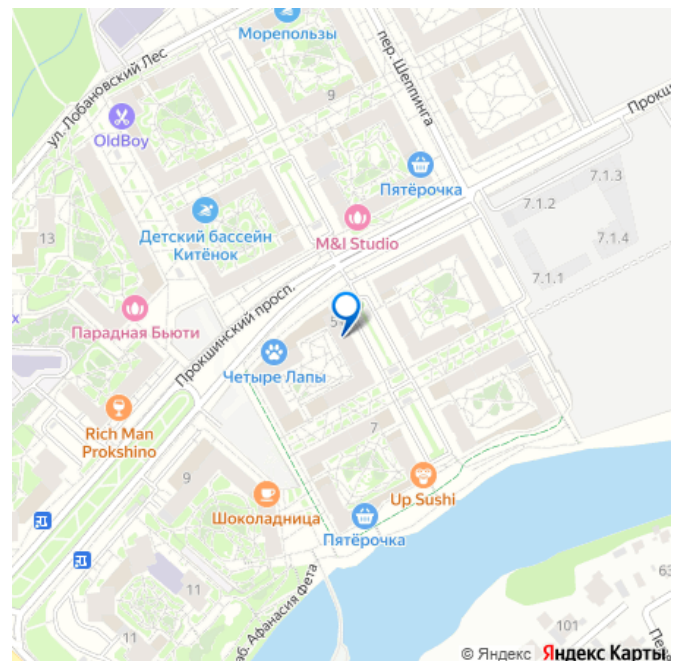 Морепользы
пер. Шеппинга
ул. Лобановский Лес
9
OldBoy
Пятёрочка
7.1.3
7.1.2
Детский бассейн
Китёнок
M&I Studio
7.1.4
13
7.1.1
Прокшинский просп.
Парадная Бьюти
Четыре Лапы
Rich Man
Prokshino
7
9
Up Sushi
Шоколадница
Пятёрочка
11
11
наб. Афанасия Фета
101
© Яндекс Яндекс Карты